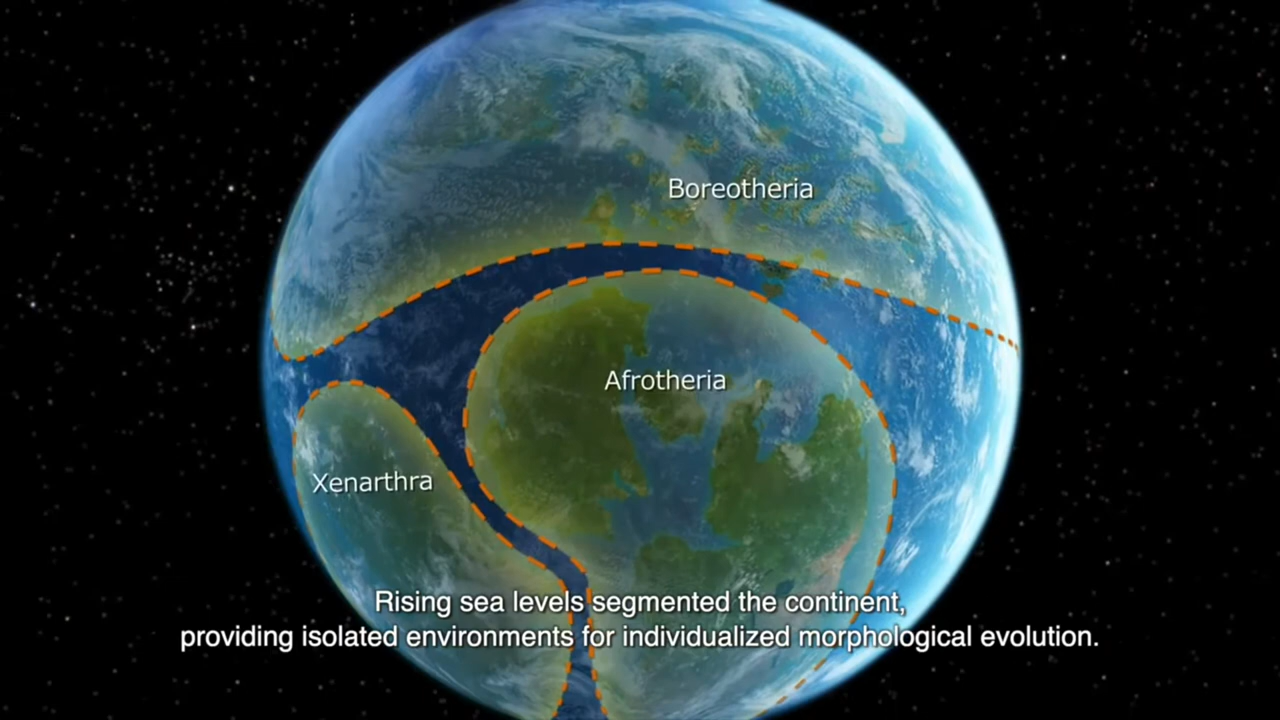 Boreotheria
Afrotheria
Xenarthra
Rising sea levels segmented the continent,
providing isolated environments for individualized morphological evolution.